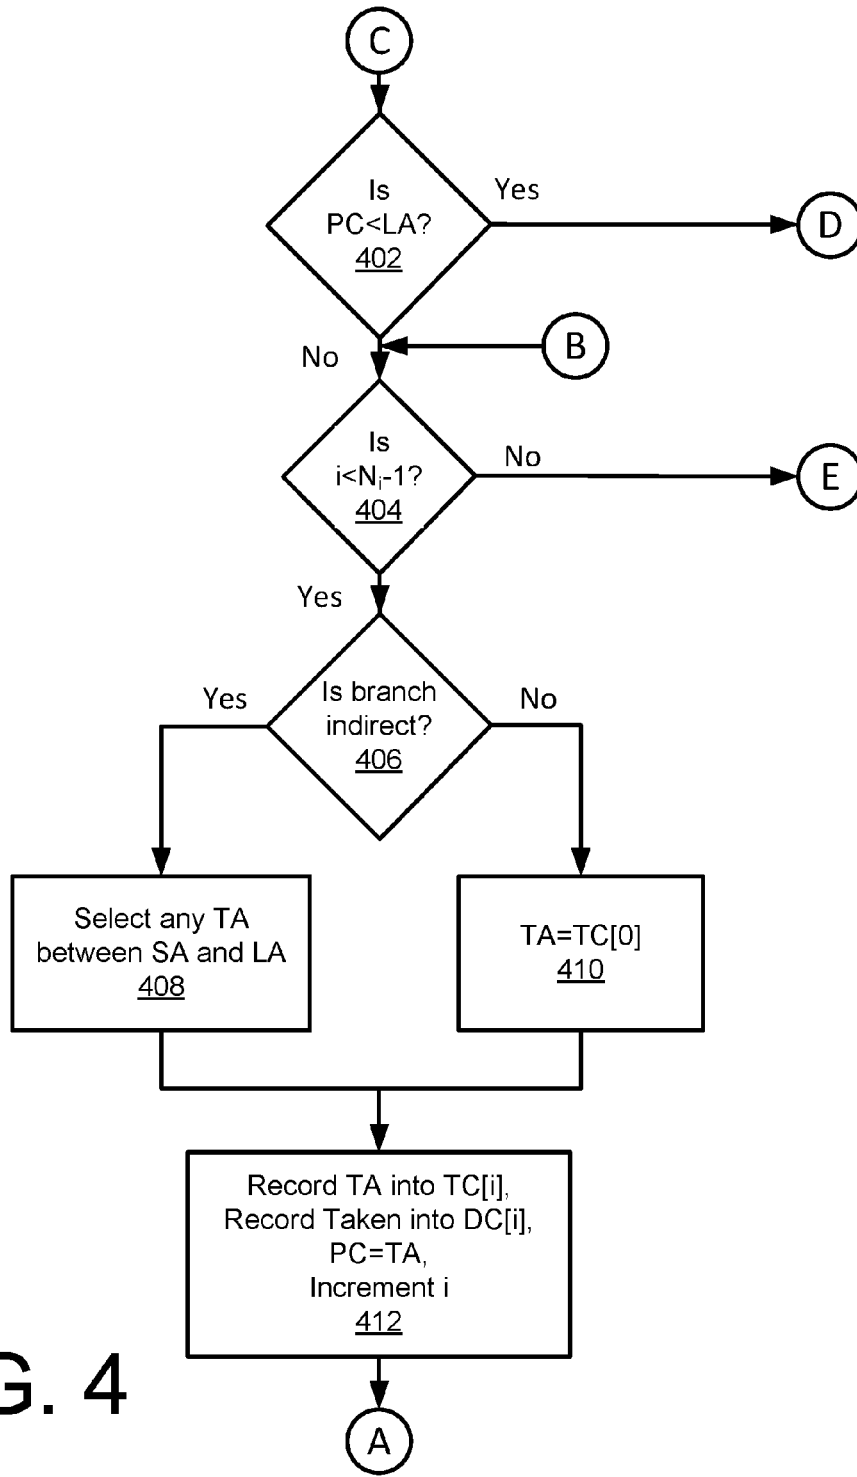 C
Is
PC<LA?
402
Yes
D
No
B
Is
i<Nᵢ-1?
404
No
E
Yes
Is branch
indirect?
406
Yes
No
Select any TA
between SA and LA
408
TA=TC[0]
410
Record TA into TC[i],
Record Taken into DC[i],
PC=TA,
Increment i
412
G. 4
A